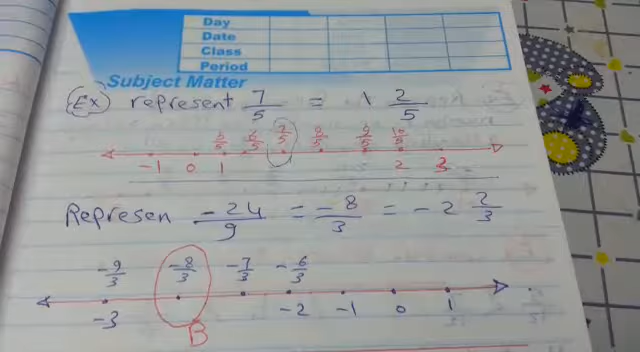 Day
Date
Class
Period
Subject Matter
Ex represent 7/5 = 1 2/5
5/5 6/5 7/5 8/5 9/5 10/5
-1 0 1 2 3
Represen -24/9 = -8/3 = -2 2/3
-9/3 -8/3 -7/3 -6/3
-3 -2 -1 0 1
B